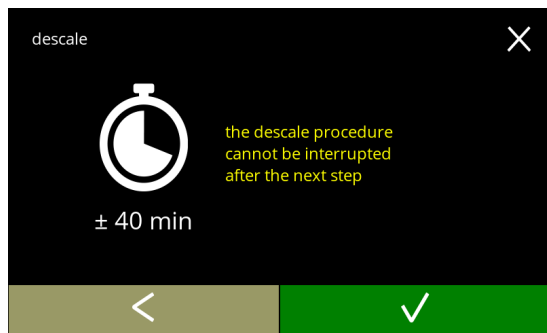 descale
the descale procedure
cannot be interrupted
after the next step
± 40 min